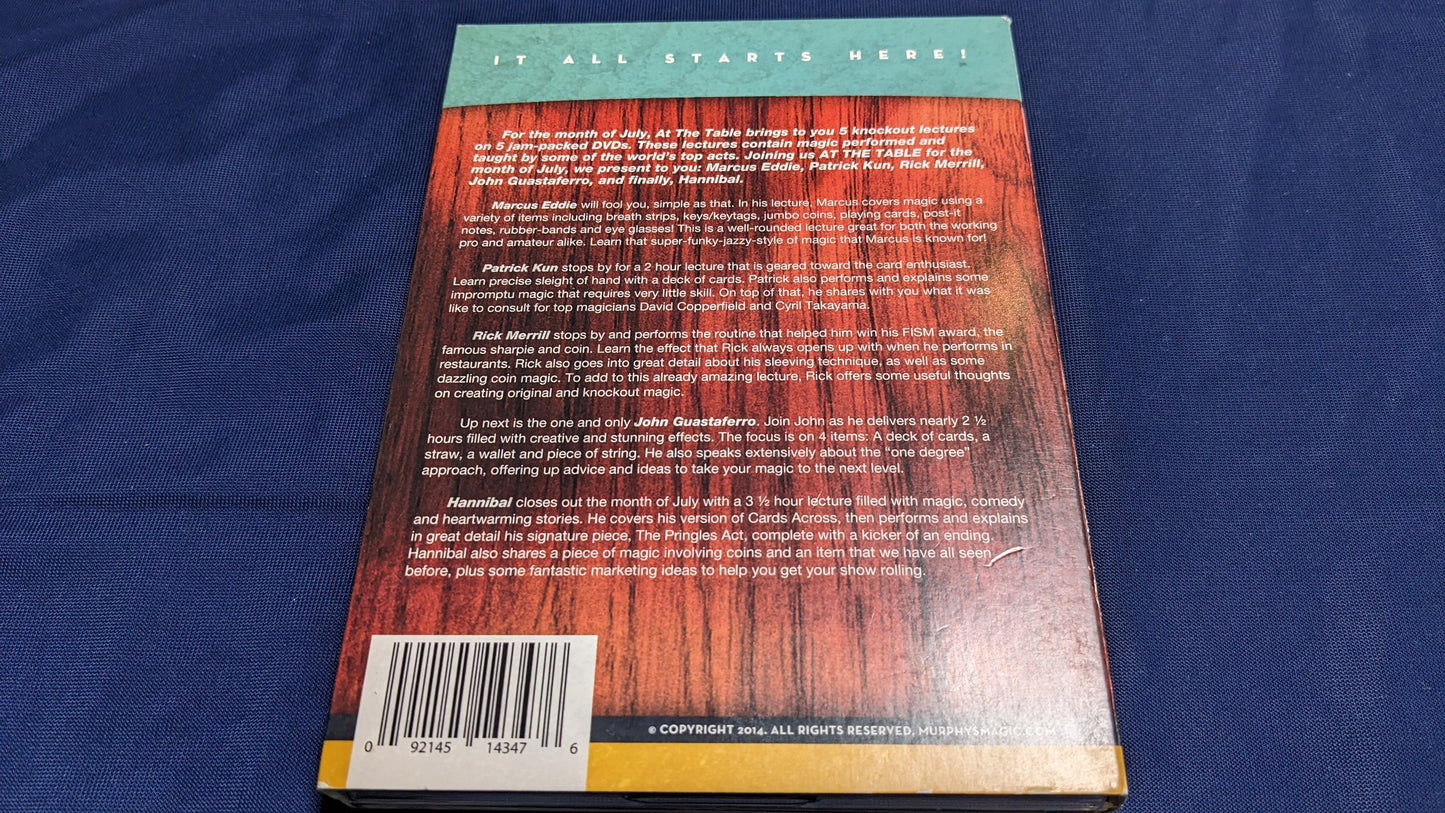 IT ALL STARTS HERE!
For the month of July, At The Table brings to you 5 knockout lectures
on 5 jam-packed DVDs. These lectures contain magic performed and
taught by some of the world's top acts. Joining us AT THE TABLE for the
month of July, we present to you: Marcus Eddie, Patrick Kun, Rick Merrill,
John Guastaferro, and finally, Hannibal.
Marcus Eddie will fool you, simple as that. In his lecture, Marcus covers magic using a
variety of items including breath strips, keys/keytags, jumbo coins, playing cards, post-it
notes, rubber-bands and eye glasses! This is a well-rounded lecture great for both the working
pro and amateur alike. Learn that super-funky-jazzy-style of magic that Marcus is known for!
Patrick Kun stops by for a 2 hour lecture that is geared toward the card enthusiast.
Learn precise sleight of hand with a deck of cards. Patrick also performs and explains some
impromptu magic that requires very little skill. On top of that, he shares with you what it was
like to consult for top magicians David Copperfield and Cyril Takayama.
Rick Merrill stops by and performs the routine that helped him win his FISM award, the
famous sharpie and coin. Learn the effect that Rick always opens up with when he performs in
restaurants. Rick also goes into great detail about his sleeving technique, as well as some
dazzling coin magic. To add to this already amazing lecture, Rick offers some useful thoughts
on creating original and knockout magic.
Up next is the one and only John Guastaferro. Join John as he delivers nearly 2 ½
hours filled with creative and stunning effects. The focus is on 4 items: A deck of cards, a
straw, a wallet and piece of string. He also speaks extensively about the "one degree"
approach, offering up advice and ideas to take your magic to the next level.
Hannibal closes out the month of July with a 3 ½ hour lecture filled with magic, comedy
and heartwarming stories. He covers his version of Cards Across, then performs and explains
in great detail his signature piece, The Pringles Act, complete with a kicker of an ending.
Hannibal also shares a piece of magic involving coins and an item that we have all seen
before, plus some fantastic marketing ideas to help you get your show rolling.
© COPYRIGHT 2014. ALL RIGHTS RESERVED, MURPHYSMAGIC.COM
0 92145 14347 6